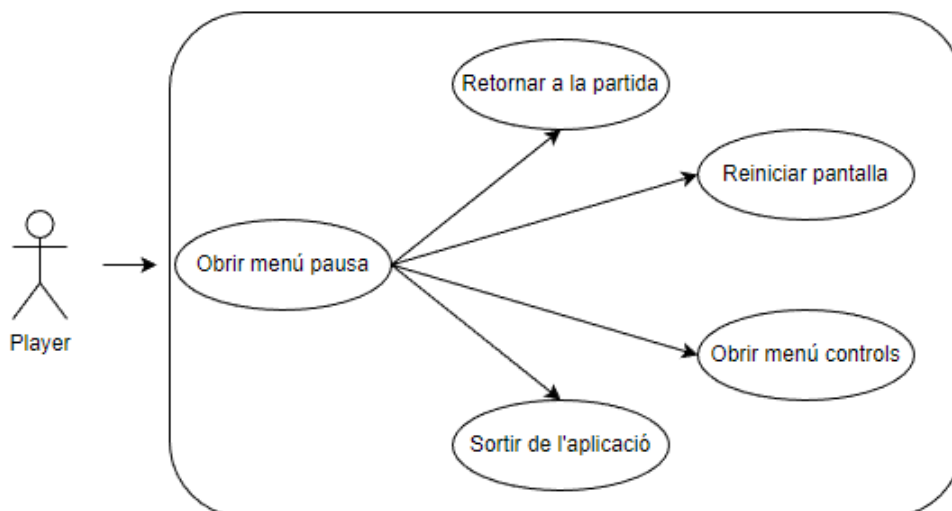 Retornar a la partida
Reiniciar pantalla
Obrir menú pausa
Player
Obrir menú controls
Sortir de l'aplicació